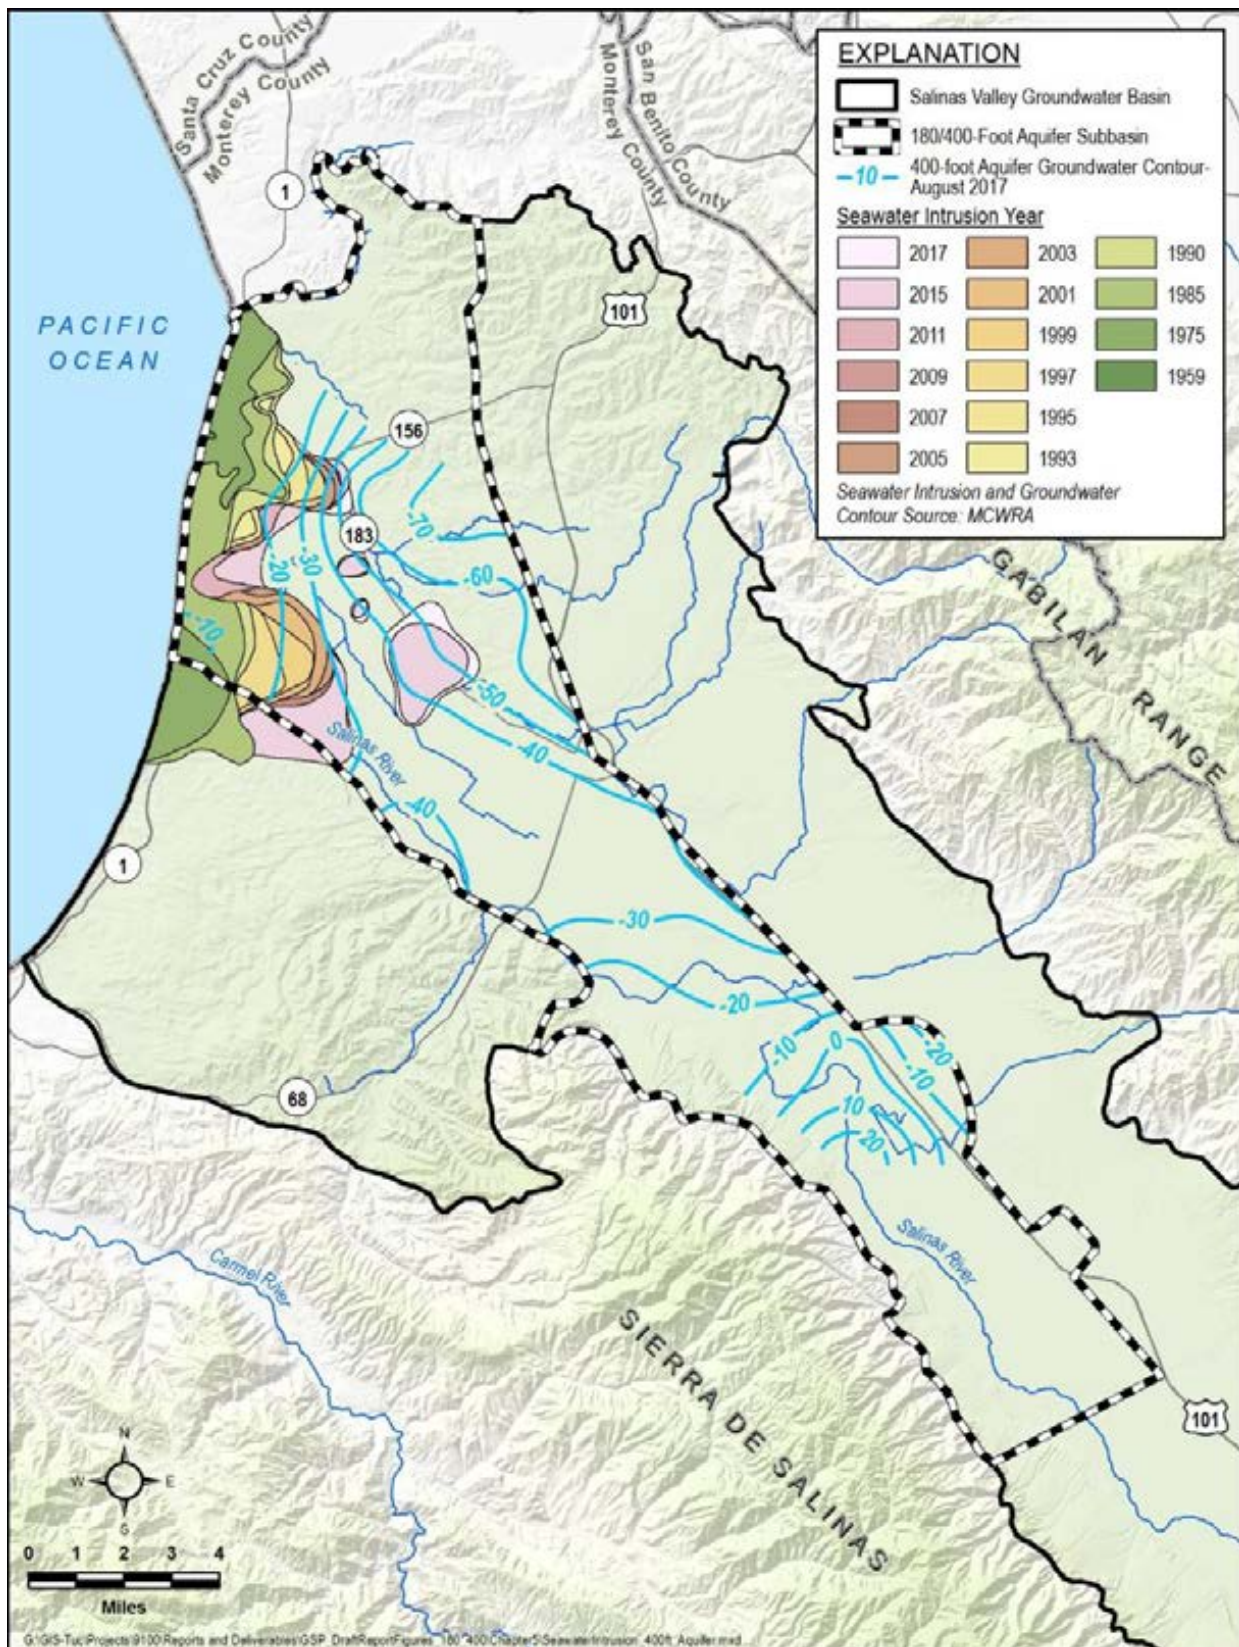 EXPLANATION
Salinas Valley Groundwater Basin
180/400-Foot Aquifer Subbasin
-10
400-foot Aquifer Groundwater Contour-
August 2017
Seawater Intrusion Year
2017 2003 1990
2015 2001 1985
2011 1999 1975
2009 1997 1959
2007 1995
2005 1993
Seawater Intrusion and Groundwater
Contour Source: MCWRA
Santa Cruz County
Monterey County
San Benito County
Monterey County
1
101
PACIFIC
OCEAN
156
-70
183
-20
-30
-60
-10
GABILAN
RANGE
-50
-40
Salinas River
-40
1
-30
-20
-10
0
-20
-10
10
20
68
Salinas River
Carmel River
SIERRA DE SALINAS
101
N
W E
S
0 1 2 3 4
Miles